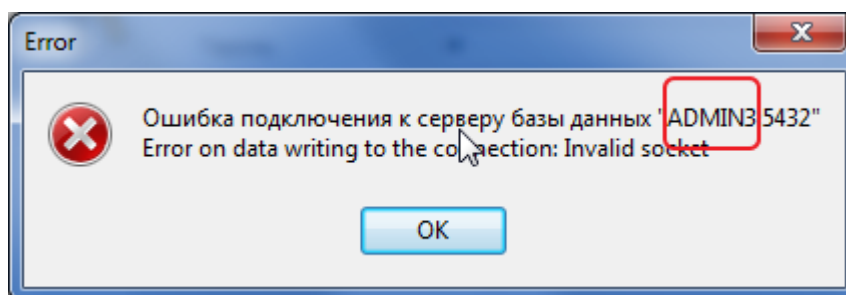 Error
Ошибка подключения к серверу базы данных "ADMIN3:5432"
Error on data writing to the connection: Invalid socket
OK